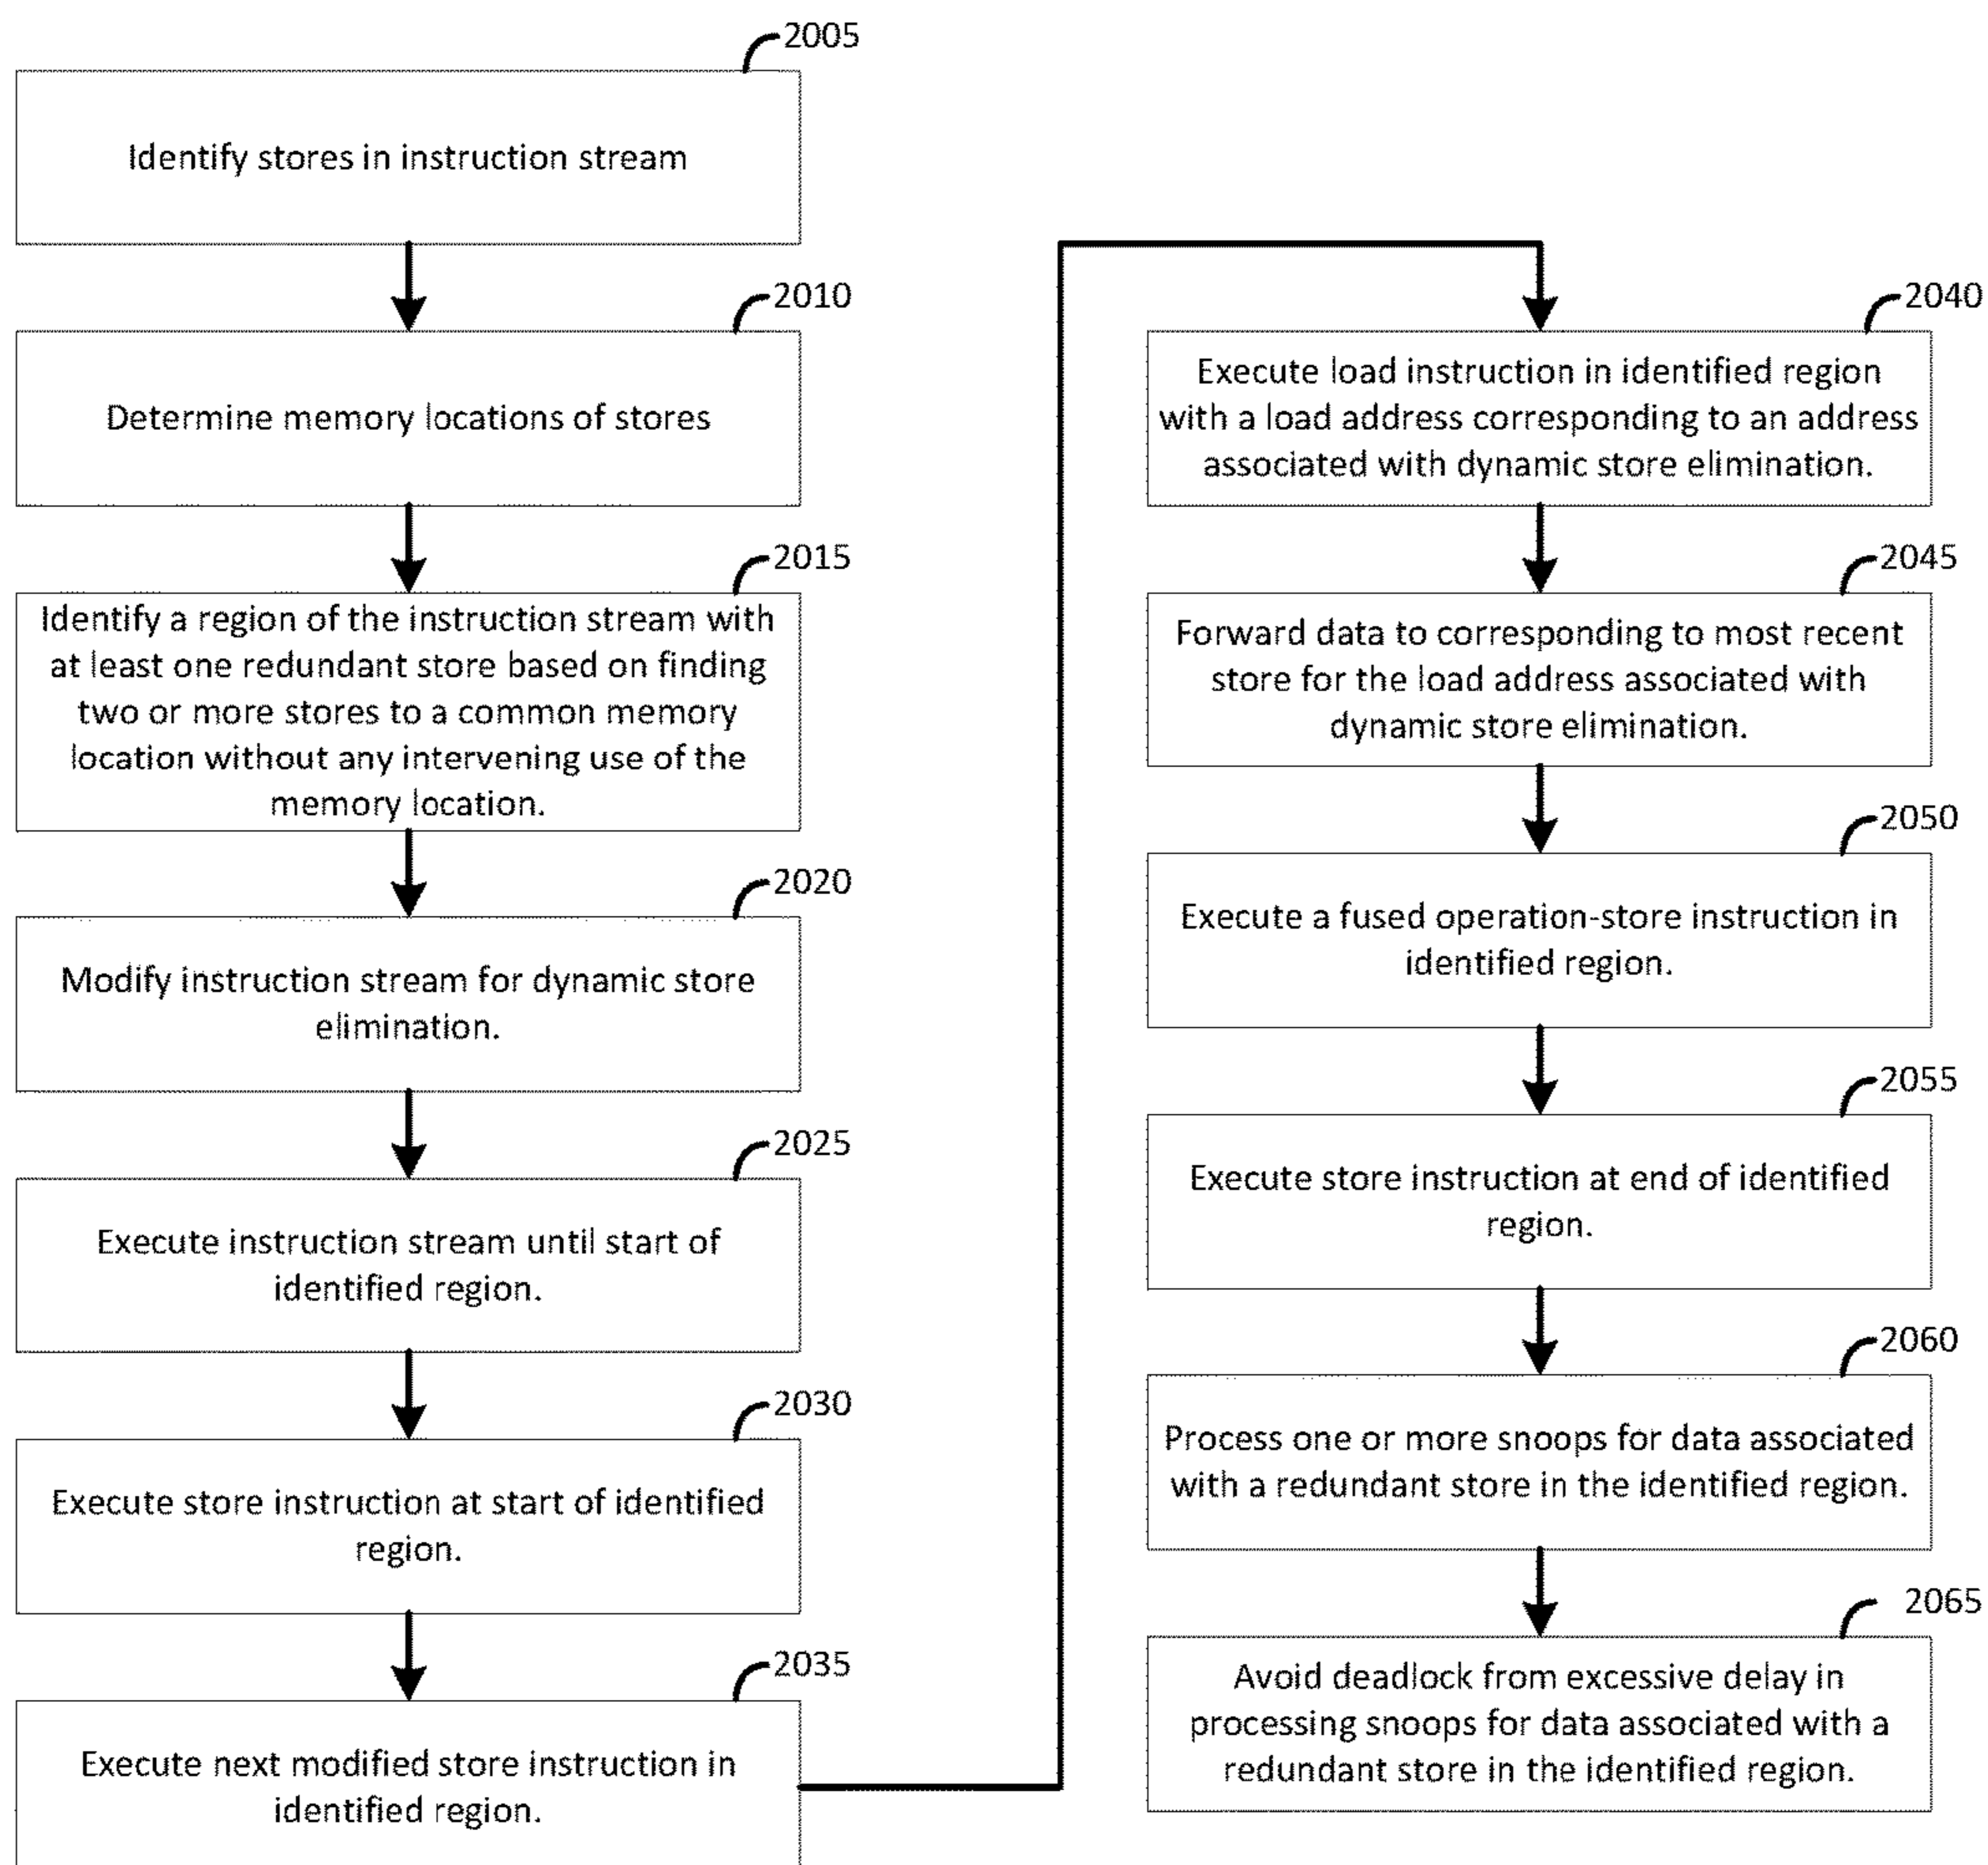 2005
Identify stores in instruction stream
2010
Determine memory locations of stores
2015
Identify a region of the instruction stream with
at least one redundant store based on finding
two or more stores to a common memory
location without any intervening use of the
memory location.
2020
Modify instruction stream for dynamic store
elimination.
2025
Execute instruction stream until start of
identified region.
2030
Execute store instruction at start of identified
region.
2035
Execute next modified store instruction in
identified region.
2040
Execute load instruction in identified region
with a load address corresponding to an address
associated with dynamic store elimination.
2045
Forward data to corresponding to most recent
store for the load address associated with
dynamic store elimination.
2050
Execute a fused operation-store instruction in
identified region.
2055
Execute store instruction at end of identified
region.
2060
Process one or more snoops for data associated
with a redundant store in the identified region.
2065
Avoid deadlock from excessive delay in
processing snoops for data associated with a
redundant store in the identified region.